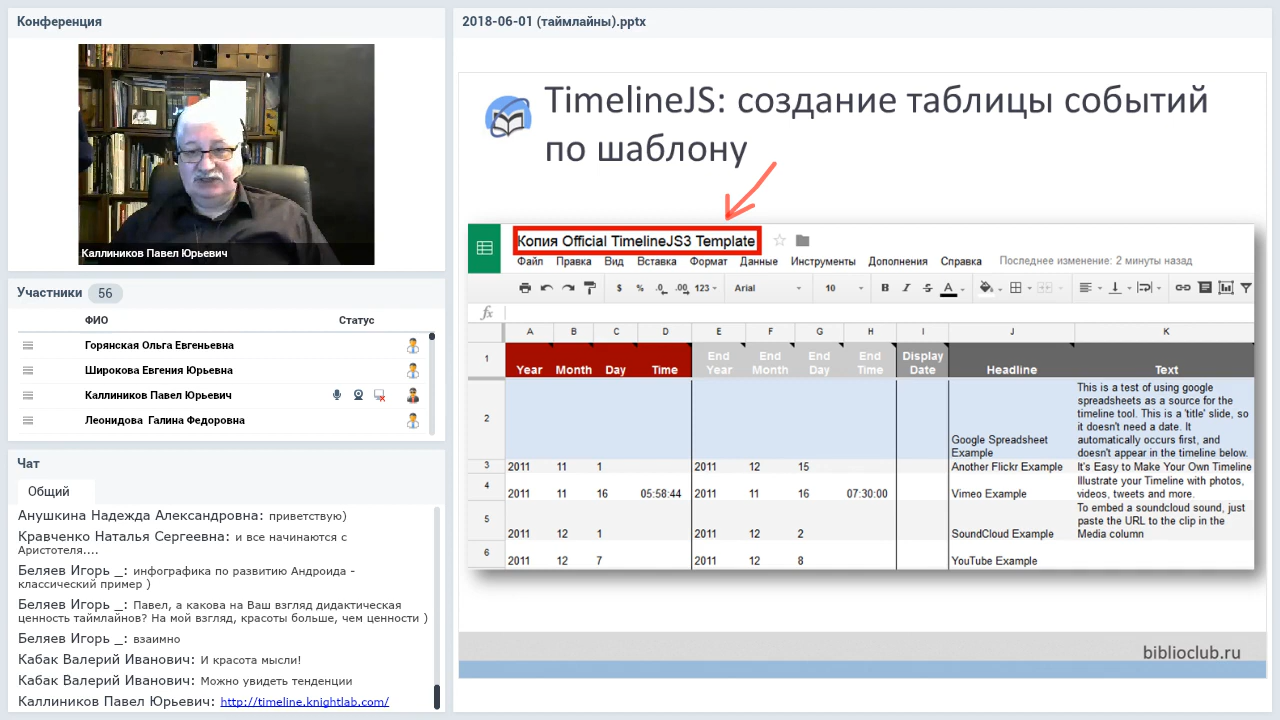 Конференция
Каллиников Павел Юрьевич
Участники 56
ФИО Статус
Горянская Ольга Евгеньевна
Широкова Евгения Юрьевна
Каллиников Павел Юрьевич
Леонидова Галина Федоровна
Чат
Общий
Анушкина Надежда Александровна: приветствую)
Кравченко Наталья Сергеевна: и все начинаются с
Аристотеля....
Беляев Игорь _: инфографика по развитию Андроида -
классический пример )
Беляев Игорь _: Павел, а какова на Ваш взгляд дидактическая
ценность таймлайнов? На мой взгляд, красоты больше, чем ценности )
Беляев Игорь _: взаимно
Кабак Валерий Иванович: И красота мысли!
Кабак Валерий Иванович: Можно увидеть тенденции
Каллиников Павел Юрьевич: http://timeline.knightlab.com/
2018-06-01 (таймлайны).pptx
TimelineJS: создание таблицы событий
по шаблону
Копия Official TimelineJS3 Template
Файл Правка Вид Вставка Формат Данные Инструменты Дополнения Справка Последнее изменение: 2 минуты назад
$ % .0 .00 123 Arial 10 B I S A
fx
A B C D E F G H I J K
1 Year Month Day Time End Year End Month End Day End Time Display Date Headline Text
2 Google Spreadsheet Example This is a test of using google
spreadsheets as a source for the
timeline tool. This is a 'title' slide, so
it doesn't need a date. It
automatically occurs first, and
doesn't appear in the timeline below.
3 2011 11 1 2011 12 15 Another Flickr Example It's Easy to Make Your Own Timeline
4 2011 11 16 05:58:44 2011 11 16 07:30:00 Vimeo Example Illustrate your Timeline with photos,
videos, tweets and more.
5 2011 12 1 2011 12 2 SoundCloud Example To embed a soundcloud sound, just
paste the URL to the clip in the
Media column
6 2011 12 7 2011 12 8 YouTube Example
biblioclub.ru